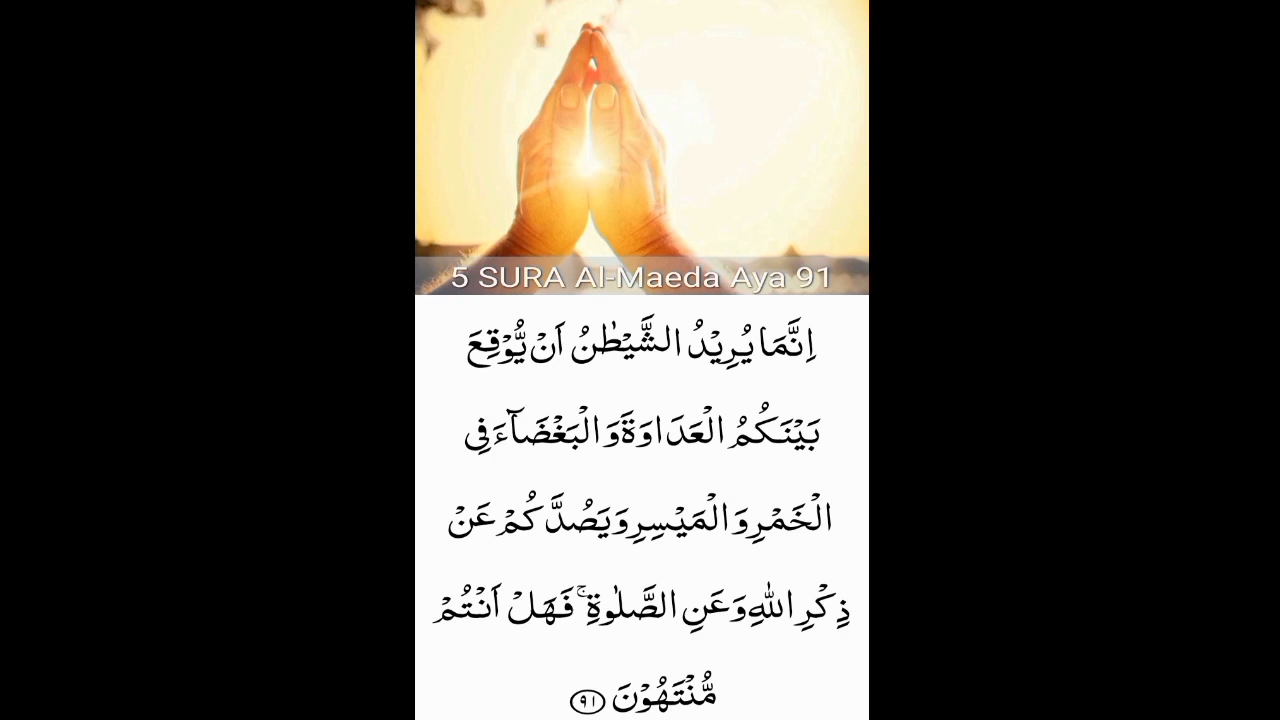 5 SURA Al-Maeda Aya 91
اِنَّمَا يُرِيْدُ الشَّيْطٰنُ اَنْ يُّوْقِعَ
بَيْنَكُمُ الْعَدَاوَةَ وَالْبَغْضَآءَ فِى
الْخَمْرِ وَالْمَيْسِرِ وَيَصُدَّكُمْ عَنْ
ذِكْرِ اللّٰهِ وَعَنِ الصَّلٰوةِ ۚ فَهَلْ اَنْتُمْ
مُّنْتَهُوْنَ ﴿٩١﴾